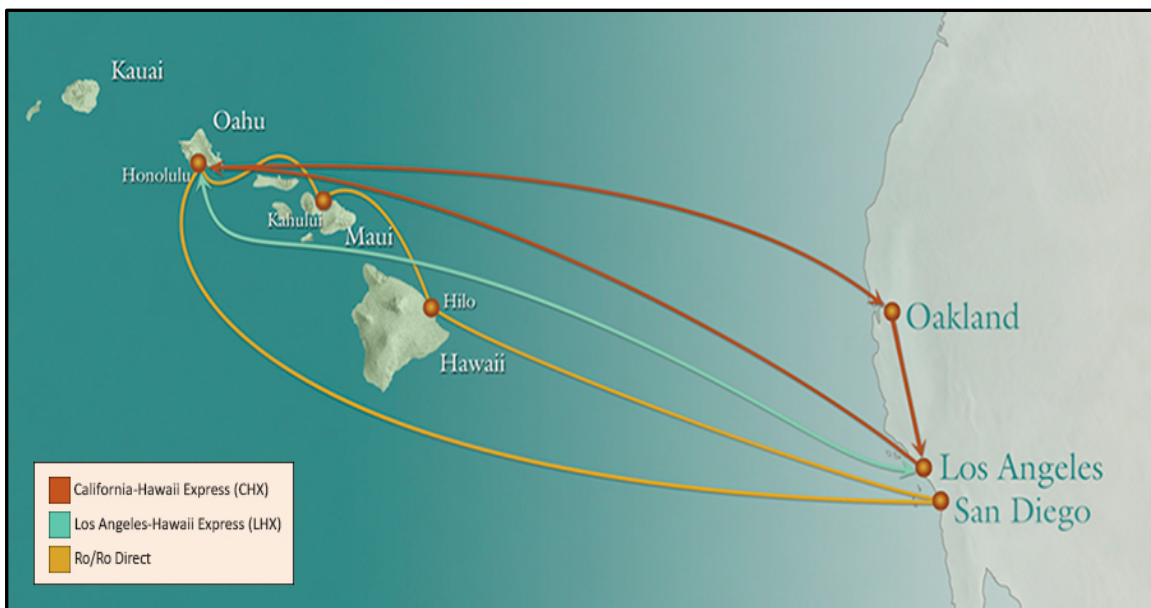 Kauai
Oahu
Honolulu
Kahului
Maui
Hilo
Hawaii
Oakland
Los Angeles
San Diego
California-Hawaii Express (CHX)
Los Angeles-Hawaii Express (LHX)
Ro/Ro Direct